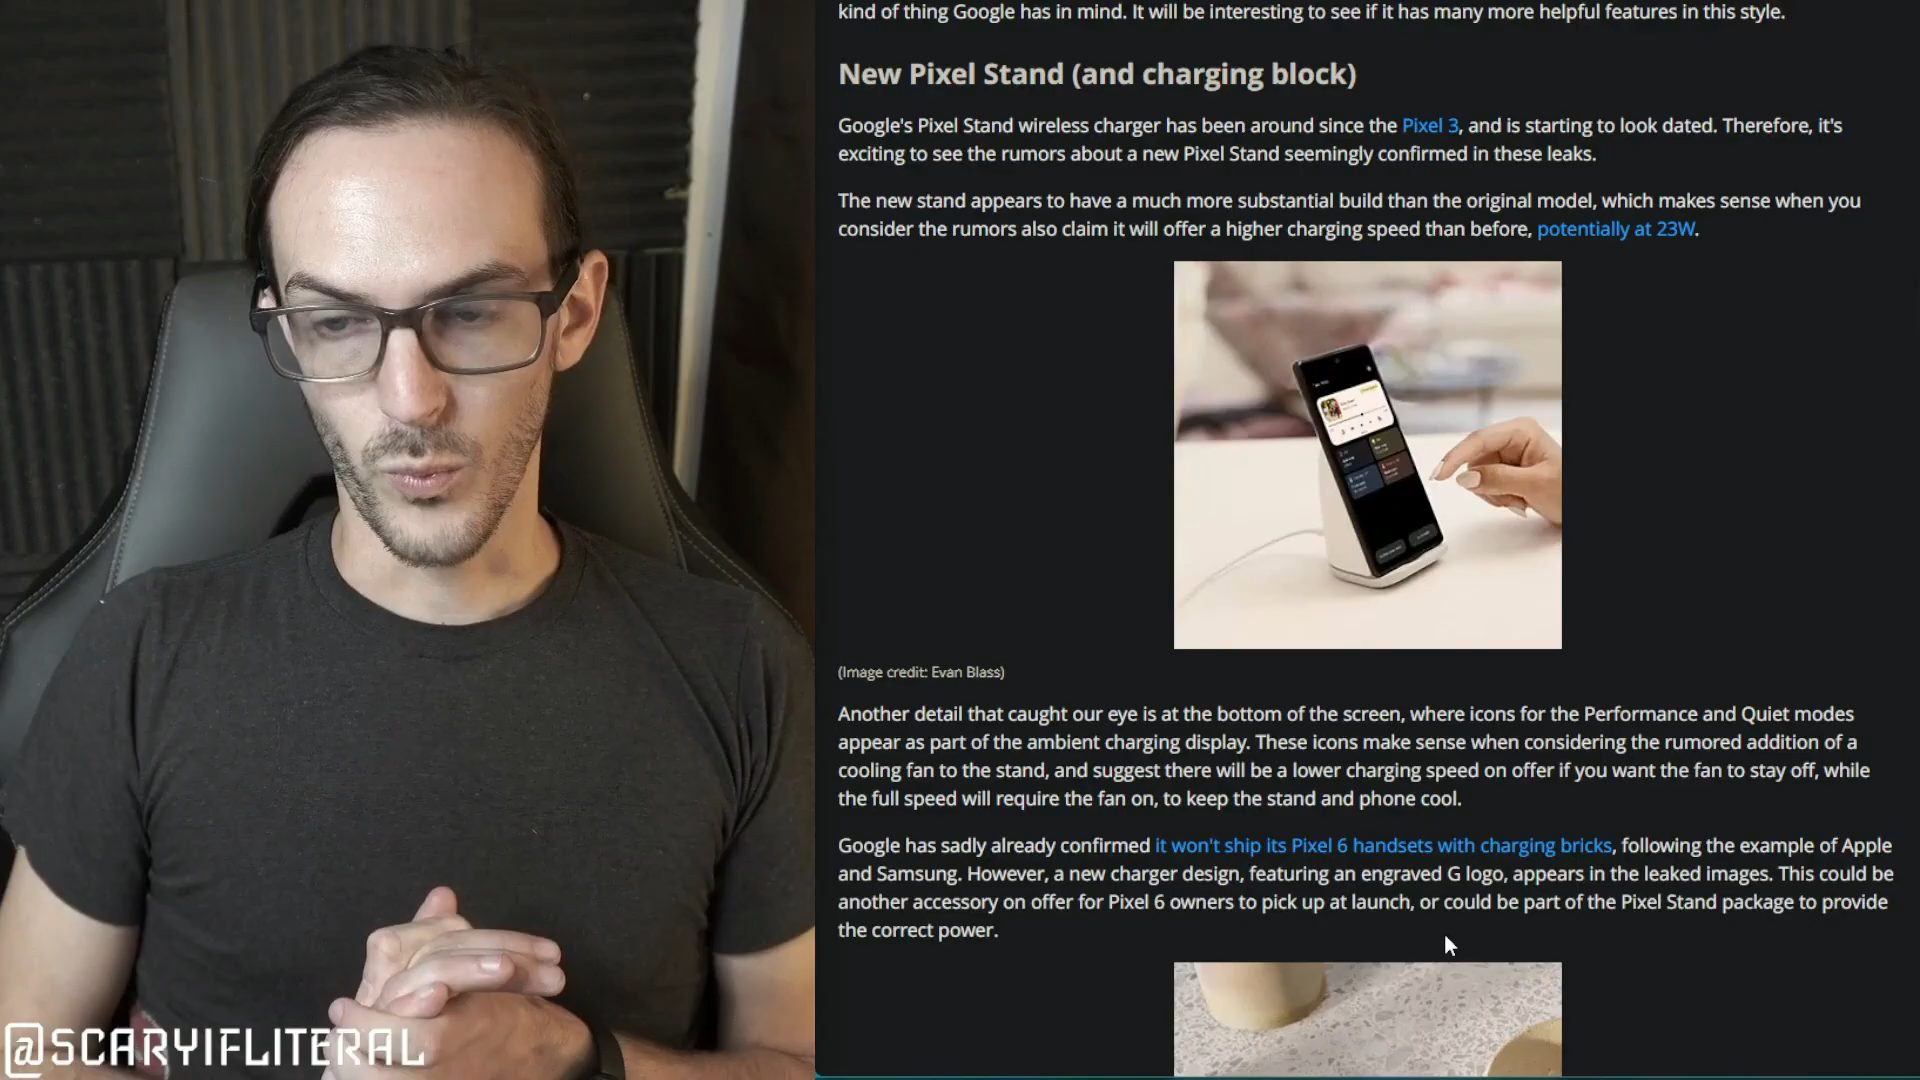 kind of thing Google has in mind. It will be interesting to see if it has many more helpful features in this style.
New Pixel Stand (and charging block)
Google's Pixel Stand wireless charger has been around since the Pixel 3, and is starting to look dated. Therefore, it's
exciting to see the rumors about a new Pixel Stand seemingly confirmed in these leaks.
The new stand appears to have a much more substantial build than the original model, which makes sense when you
consider the rumors also claim it will offer a higher charging speed than before, potentially at 23W.
(Image credit: Evan Blass)
Another detail that caught our eye is at the bottom of the screen, where icons for the Performance and Quiet modes
appear as part of the ambient charging display. These icons make sense when considering the rumored addition of a
cooling fan to the stand, and suggest there will be a lower charging speed on offer if you want the fan to stay off, while
the full speed will require the fan on, to keep the stand and phone cool.
Google has sadly already confirmed it won't ship its Pixel 6 handsets with charging bricks, following the example of Apple
and Samsung. However, a new charger design, featuring an engraved G logo, appears in the leaked images. This could be
another accessory on offer for Pixel 6 owners to pick up at launch, or could be part of the Pixel Stand package to provide
the correct power.
@SCARYIFLITERAL